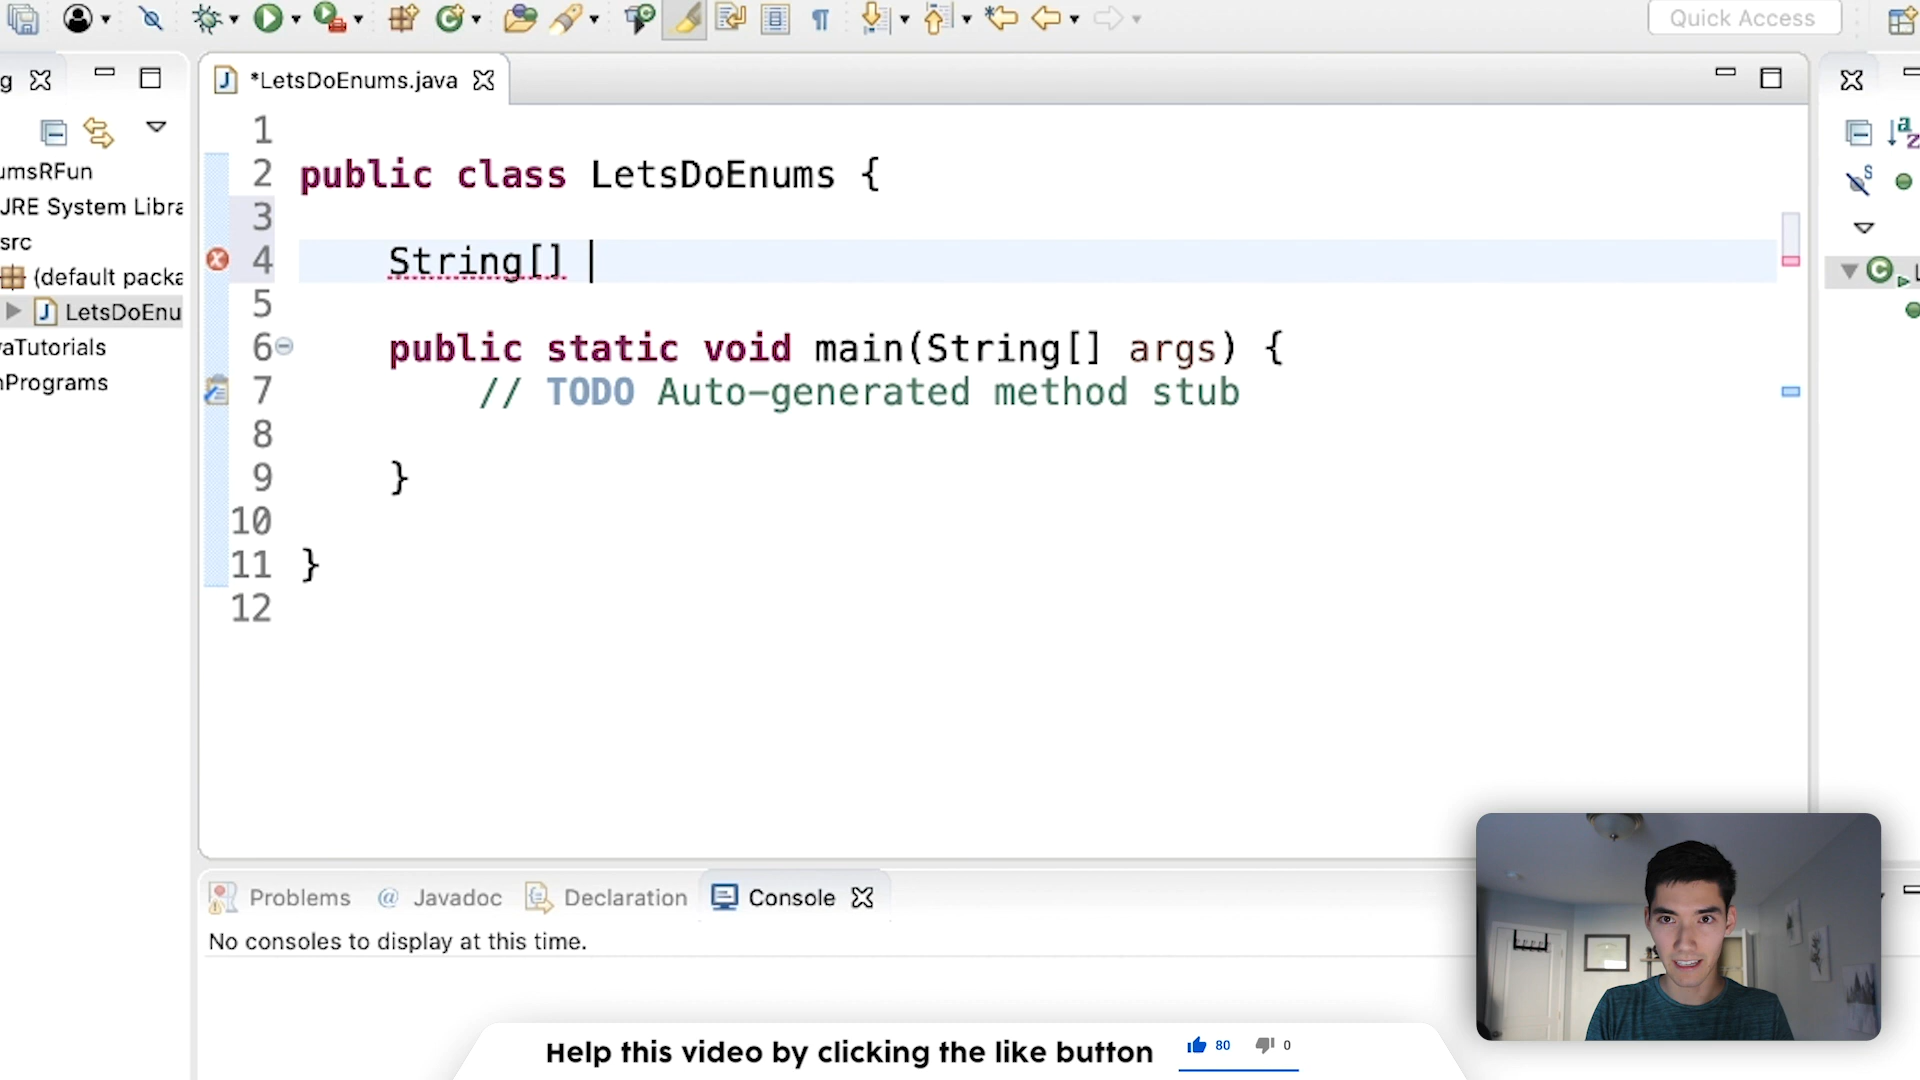 Quick Access
g
*LetsDoEnums.java
umsRFun
JRE System Libra
src
(default packa
LetsDoEnu
vaTutorials
nPrograms
1
2 public class LetsDoEnums {
3
4 String[]
5
6 public static void main(String[] args) {
7 // TODO Auto-generated method stub
8
9 }
10
11 }
12
Problems @ Javadoc Declaration Console
No consoles to display at this time.
Help this video by clicking the like button 80 0